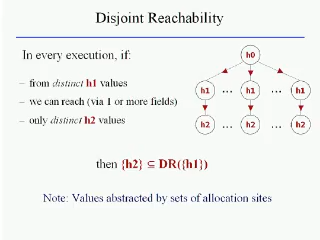 Disjoint Reachability
In every execution, if:
– from distinct h1 values
– we can reach (via 1 or more fields)
– only distinct h2 values
h0
h1 ... h1 ... h1
h2 ... h2 ... h2
then {h2} ⊆ DR({h1})
Note: Values abstracted by sets of allocation sites